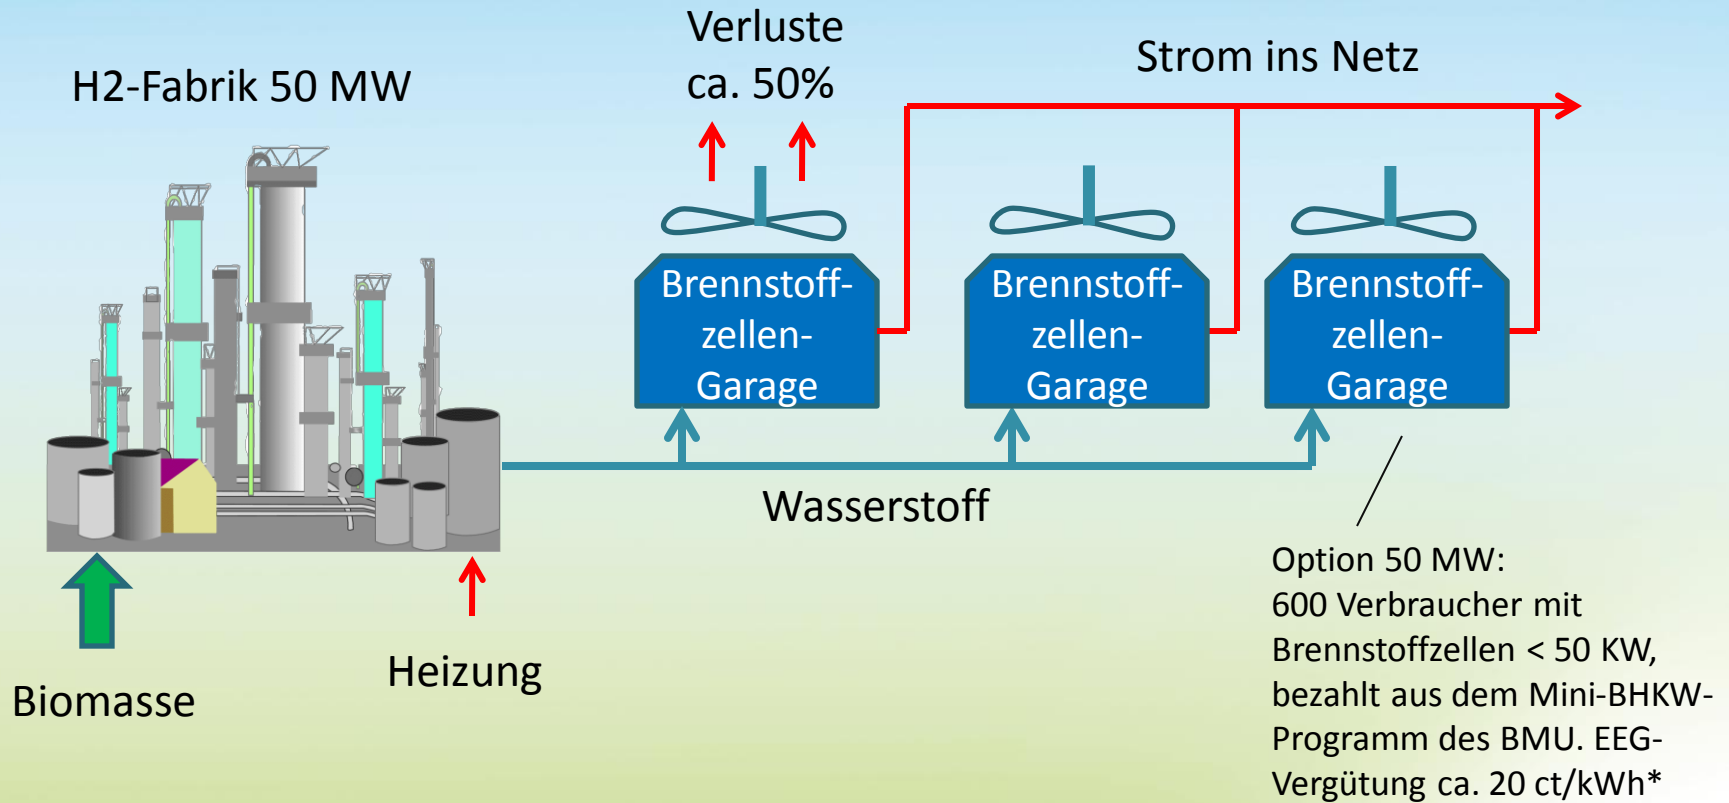 Verluste
ca. 50%
Strom ins Netz
H2-Fabrik 50 MW
Brennstoff-
zellen-
Garage
Brennstoff-
zellen-
Garage
Brennstoff-
zellen-
Garage
Wasserstoff
Biomasse
Heizung
Option 50 MW:
600 Verbraucher mit
Brennstoffzellen < 50 KW,
bezahlt aus dem Mini-BHKW-
Programm des BMU. EEG-
Vergütung ca. 20 ct/kWh*